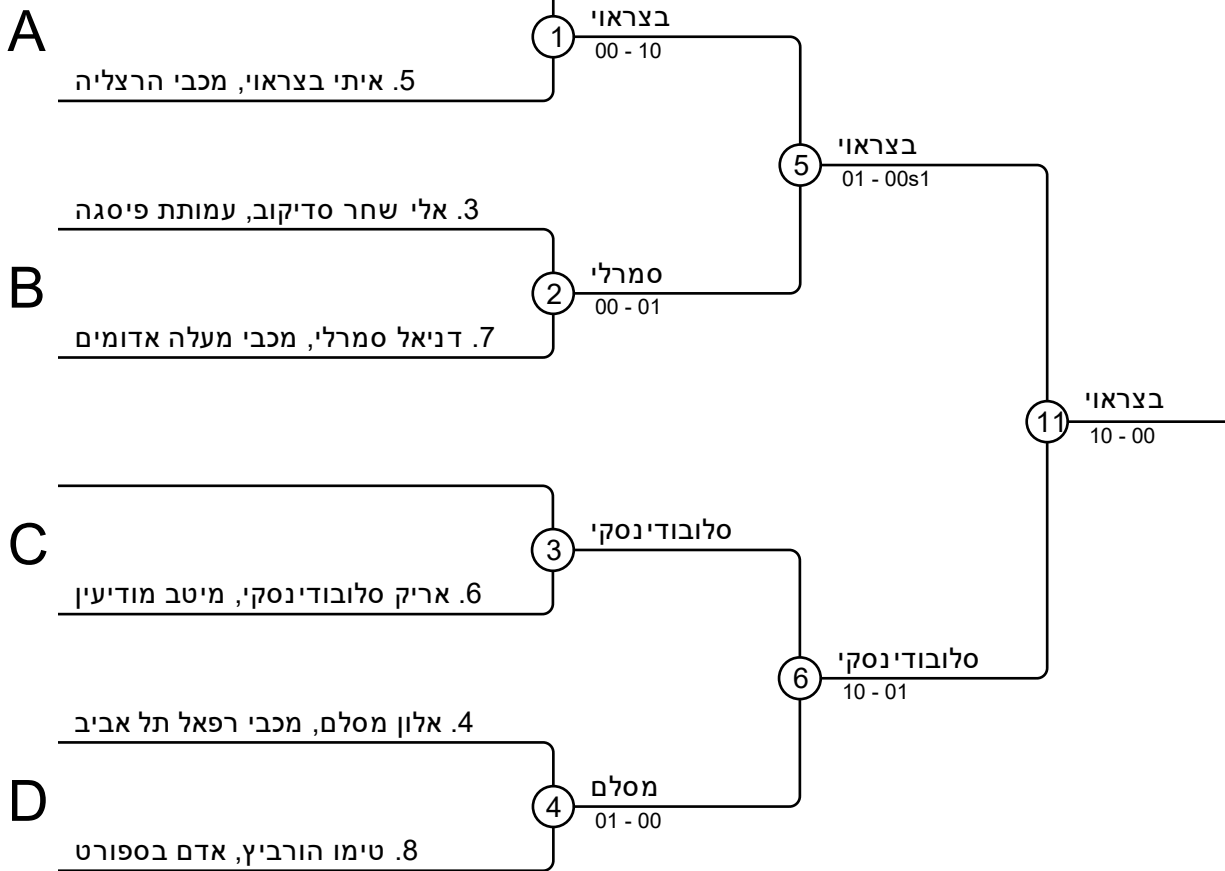 A
1
בצראוי
00 - 10
5. איתי בצראוי, מכבי הרצליה
5
בצראוי
01 - 00s1
3. אלי שחר סדיקוב, עמותת פיסגה
B
2
סמרלי
00 - 01
7. דניאל סמרלי, מכבי מעלה אדומים
11
בצראוי
10 - 00
C
3
סלובודינסקי
6. אריק סלובודינסקי, מיטב מודיעין
6
סלובודינסקי
10 - 01
4. אלון מסלם, מכבי רפאל תל אביב
D
4
מסלם
01 - 00
8. טימו הורביץ, אדם בספורט